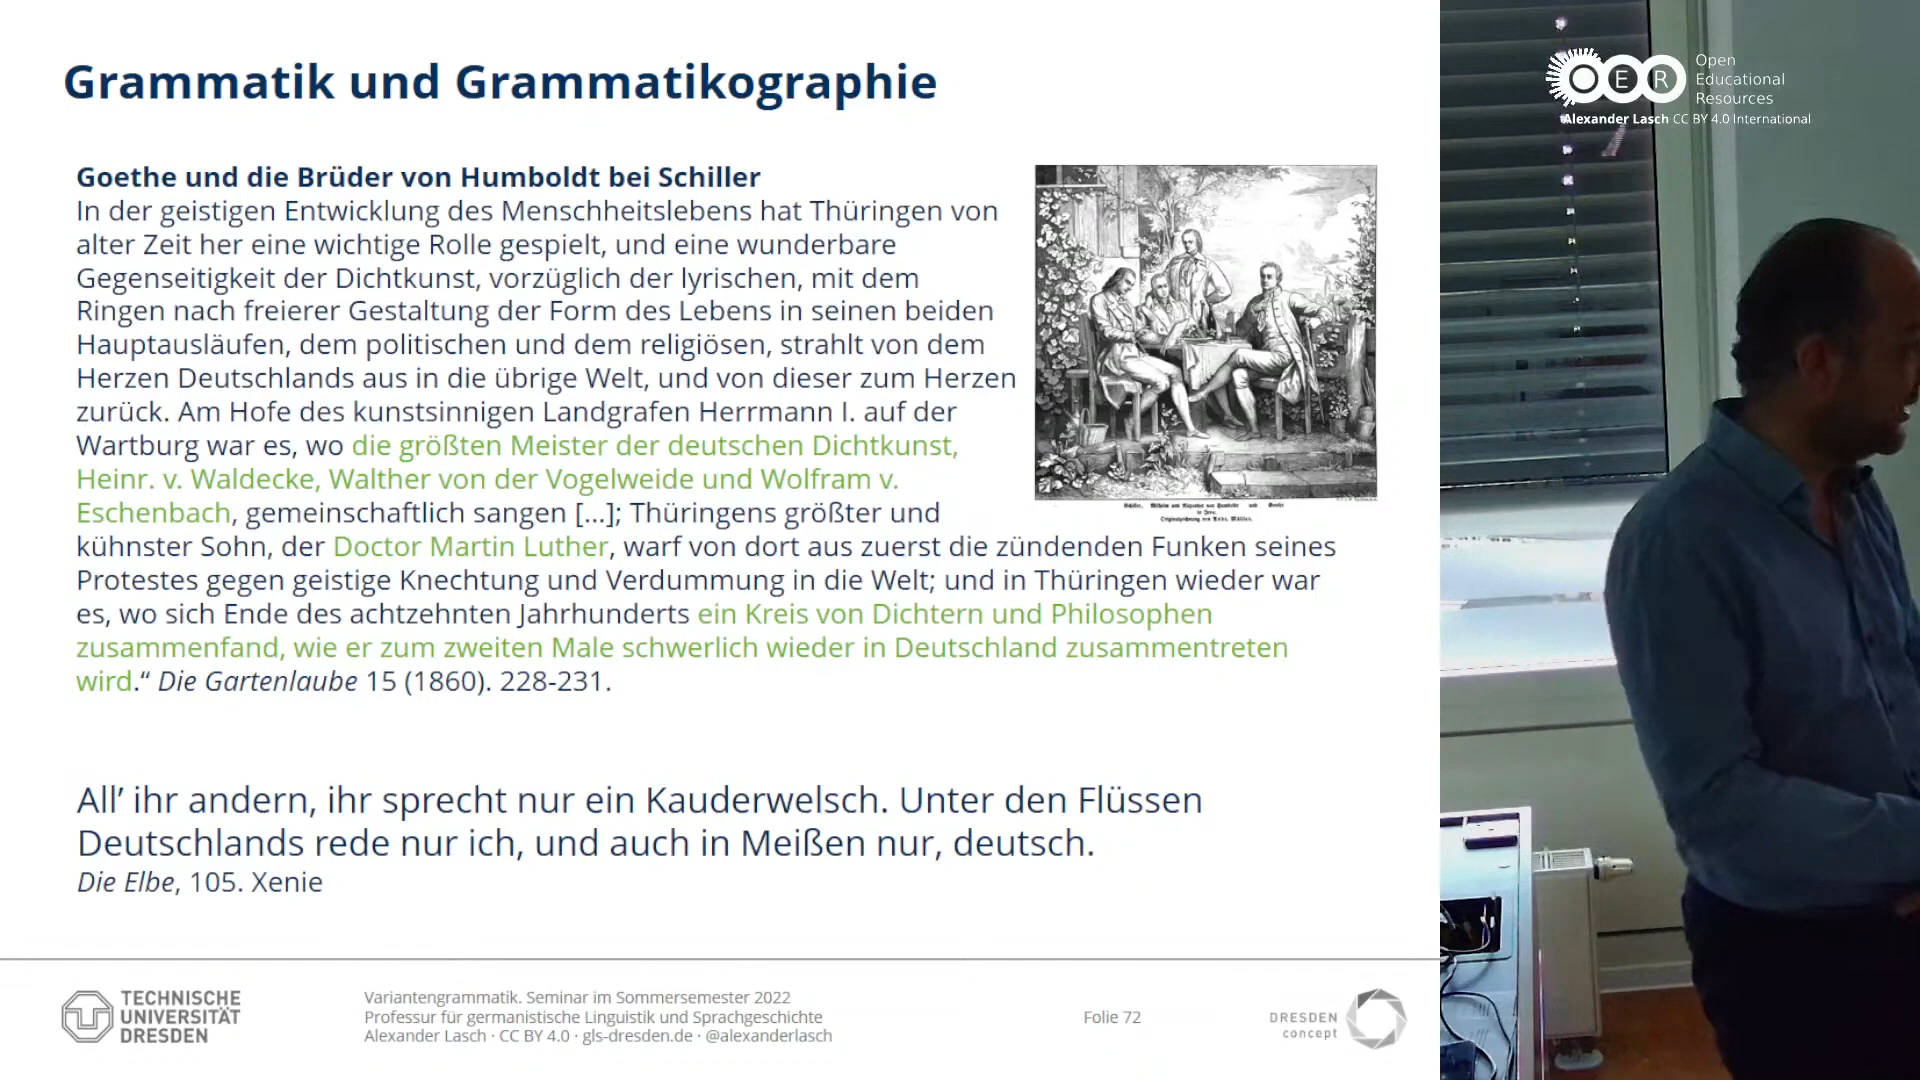 Grammatik und Grammatikographie
Goethe und die Brüder von Humboldt bei Schiller
In der geistigen Entwicklung des Menschheitslebens hat Thüringen von
alter Zeit her eine wichtige Rolle gespielt, und eine wunderbare
Gegenseitigkeit der Dichtkunst, vorzüglich der lyrischen, mit dem
Ringen nach freierer Gestaltung der Form des Lebens in seinen beiden
Hauptausläufen, dem politischen und dem religiösen, strahlt von dem
Herzen Deutschlands aus in die übrige Welt, und von dieser zum Herzen
zurück. Am Hofe des kunstsinnigen Landgrafen Herrmann I. auf der
Wartburg war es, wo die größten Meister der deutschen Dichtkunst,
Heinr. v. Waldecke, Walther von der Vogelweide und Wolfram v.
Eschenbach, gemeinschaftlich sangen [...]; Thüringens größter und
kühnster Sohn, der Doctor Martin Luther, warf von dort aus zuerst die zündenden Funken seines
Protestes gegen geistige Knechtung und Verdummung in die Welt; und in Thüringen wieder war
es, wo sich Ende des achtzehnten Jahrhunderts ein Kreis von Dichtern und Philosophen
zusammenfand, wie er zum zweiten Male schwerlich wieder in Deutschland zusammentreten
wird.“ Die Gartenlaube 15 (1860). 228-231.
Schiller, Wilhelm und Alexander von Humboldt und Goethe
in Jena.
All’ ihr andern, ihr sprecht nur ein Kauderwelsch. Unter den Flüssen
Deutschlands rede nur ich, und auch in Meißen nur, deutsch.
Die Elbe, 105. Xenie
TECHNISCHE
UNIVERSITÄT
DRESDEN
Variantengrammatik. Seminar im Sommersemester 2022
Professur für germanistische Linguistik und Sprachgeschichte
Alexander Lasch · CC BY 4.0 · gls-dresden.de · @alexanderlasch
Folie 72
DRESDEN
concept
OER
Open
Educational
Resources
Alexander Lasch CC BY 4.0 International